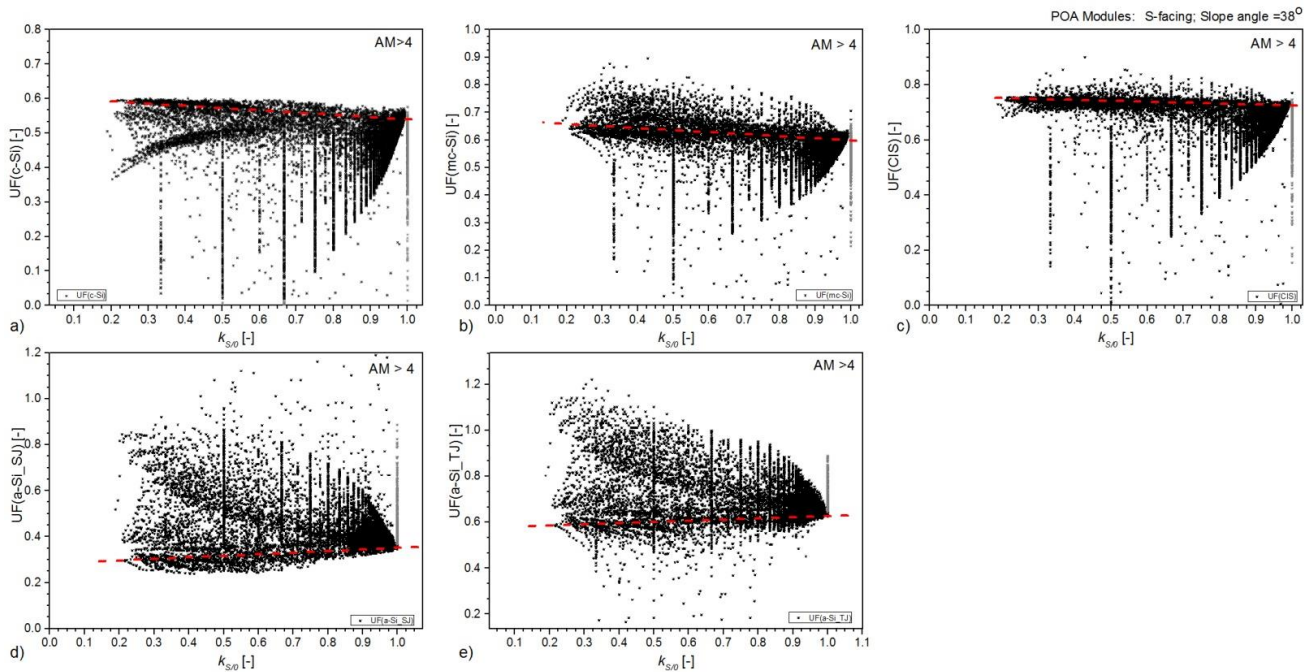 POA Modules: S-facing; Slope angle =38°
AM>4
UF(c-Si) [-]
0.8
0.7
0.6
0.5
0.4
0.3
0.2
0.1
0.0
UF(c-Si)
0.1 0.2 0.3 0.4 0.5 0.6 0.7 0.8 0.9 1.0
a)
k_S/0 [-]
AM > 4
UF(mc-Si) [-]
1.0
0.9
0.8
0.7
0.6
0.5
0.4
0.3
0.2
0.1
0.0
UF(mc-Si)
0.0 0.1 0.2 0.3 0.4 0.5 0.6 0.7 0.8 0.9 1.0
b)
k_S/0 [-]
AM > 4
UF(CIS) [-]
1.0
0.8
0.6
0.4
0.2
0.0
UF(CIS)
0.0 0.1 0.2 0.3 0.4 0.5 0.6 0.7 0.8 0.9 1.0
c)
k_S/0 [-]
AM > 4
UF(a-Si_SJ) [-]
1.2
1.0
0.8
0.6
0.4
0.2
0.0
UF(a-Si_SJ)
0.0 0.1 0.2 0.3 0.4 0.5 0.6 0.7 0.8 0.9 1.0
d)
k_S/0 [-]
AM >4
UF(a-Si_TJ) [-]
1.2
1.0
0.8
0.6
0.4
0.2
UF(a-Si_TJ)
0.1 0.2 0.3 0.4 0.5 0.6 0.7 0.8 0.9 1.0 1.1
e)
k_S/0 [-]